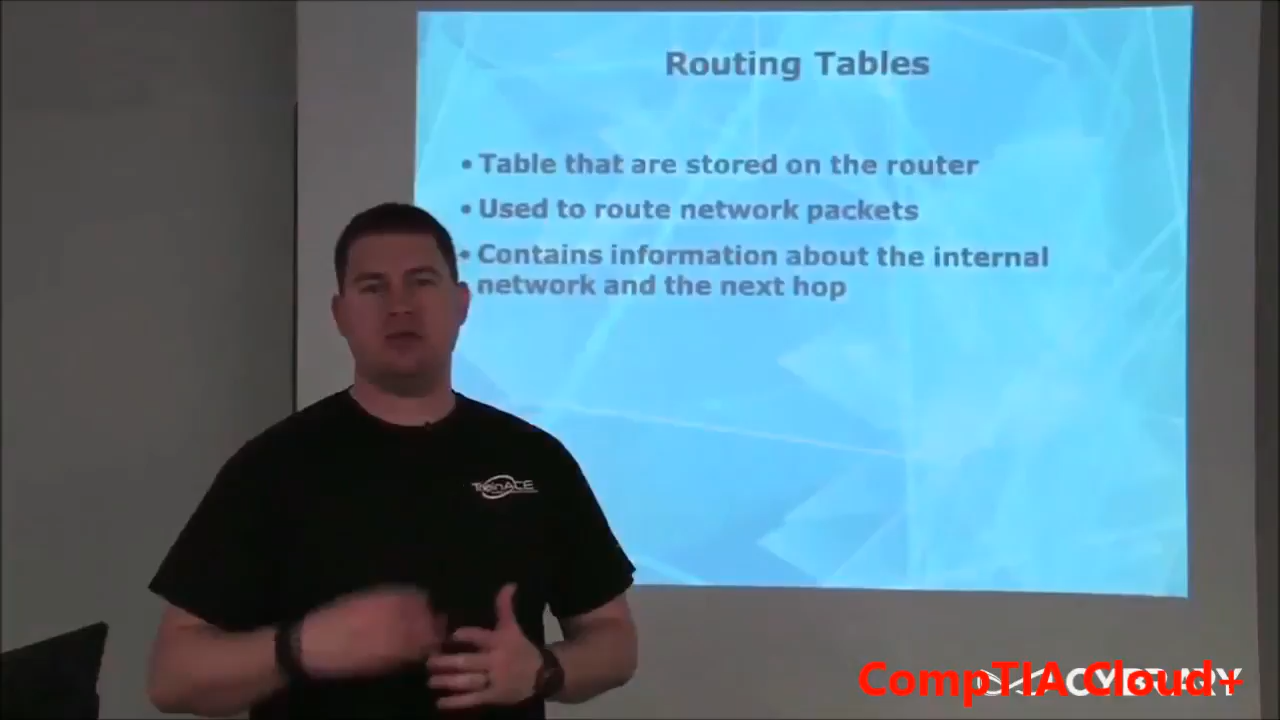 Routing Tables
• Table that are stored on the router
• Used to route network packets
• Contains information about the internal
network and the next hop
TrainACE
CompTIA Cloud+
CYBRARY